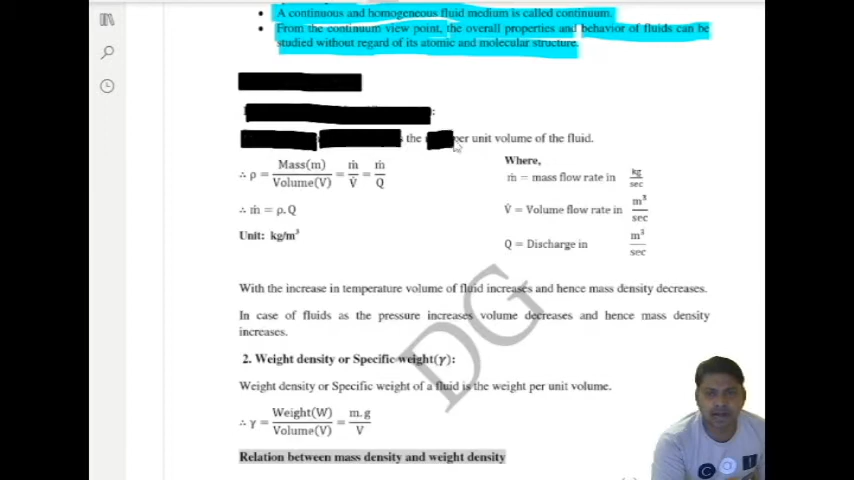 • A continuous and homogeneous fluid medium is called continuum.
• From the continuum view point, the overall properties and behavior of fluids can be
studied without regard of its atomic and molecular structure.
the per unit volume of the fluid.
∴ ρ = Mass(m) / Volume(V) = ṁ / V̇ = ṁ / Q
Where,
ṁ = mass flow rate in kg/sec
∴ ṁ = ρ. Q
V̇ = Volume flow rate in m³/sec
Unit: kg/m³
Q = Discharge in m³/sec
With the increase in temperature volume of fluid increases and hence mass density decreases.
In case of fluids as the pressure increases volume decreases and hence mass density
increases.
2. Weight density or Specific weight(γ):
Weight density or Specific weight of a fluid is the weight per unit volume.
∴ γ = Weight(W) / Volume(V) = m. g / V
Relation between mass density and weight density
DG